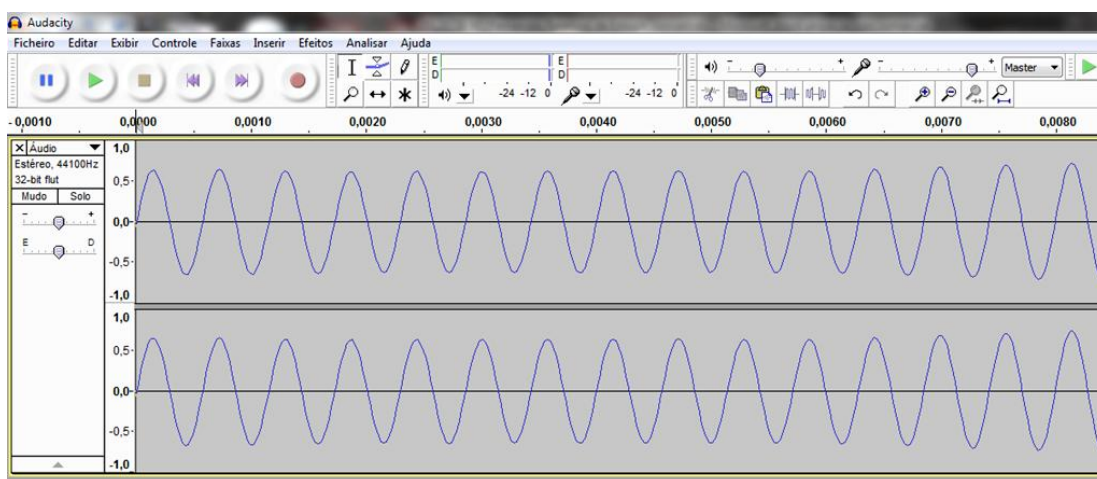 Audacity
Ficheiro Editar Exibir Controle Faixas Inserir Efeitos Analisar Ajuda
E E
D D
-24 -12 0 -24 -12 0
- + - + Master
- 0,0010 0,0000 0,0010 0,0020 0,0030 0,0040 0,0050 0,0060 0,0070 0,0080
X Áudio 1,0
Estéreo, 44100Hz
32-bit flut
0,5
Mudo Solo
- + 0,0
E D
-0,5
-1,0
1,0
0,5
0,0
-0,5
-1,0